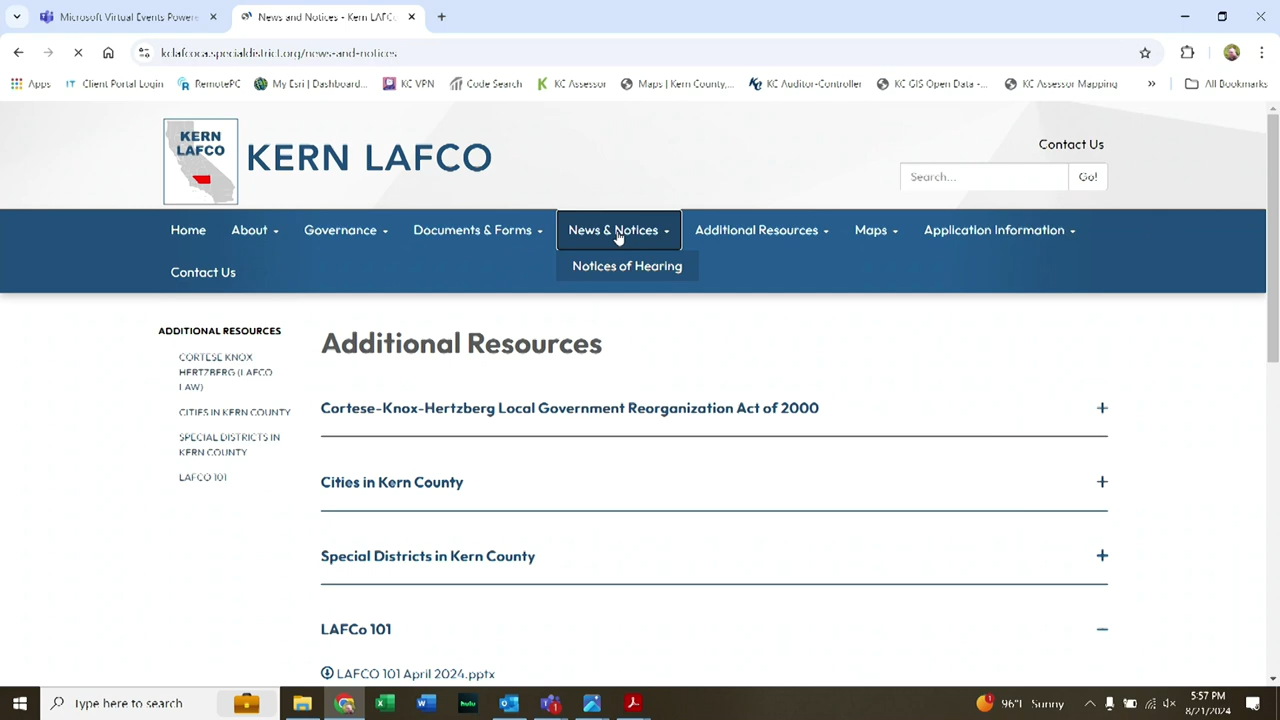 Microsoft Virtual Events Powere
News and Notices - Kern LAFC
kclafcoca.specialdistrict.org/news-and-notices
Apps
Client Portal Login
RemotePC
My Esri | Dashboard...
KC VPN
Code Search
KC Assessor
Maps | Kern County,...
KC Auditor-Controller
KC GIS Open Data -...
KC Assessor Mapping
»
All Bookmarks
KERN
LAFCO
KERN LAFCO
Contact Us
Search...
Go!
Home
About
Governance
Documents & Forms
News & Notices
Additional Resources
Maps
Application Information
Notices of Hearing
Contact Us
ADDITIONAL RESOURCES
CORTESE KNOX
HERTZBERG (LAFCO
LAW)
CITIES IN KERN COUNTY
SPECIAL DISTRICTS IN
KERN COUNTY
LAFCO 101
Additional Resources
Cortese-Knox-Hertzberg Local Government Reorganization Act of 2000
Cities in Kern County
Special Districts in Kern County
LAFCo 101
LAFCO 101 April 2024.pptx
Type here to search
hulu
96°F Sunny
5:57 PM
8/21/2024